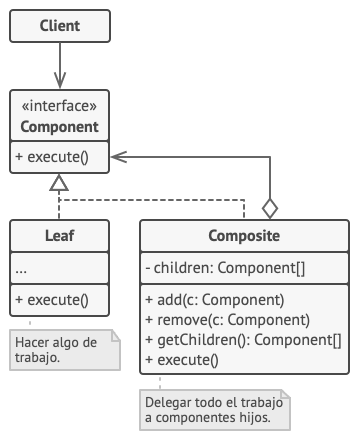 Client
«interface»
Component
+ execute()
Leaf
...
+ execute()
Hacer algo de
trabajo.
Composite
- children: Component[]
+ add(c: Component)
+ remove(c: Component)
+ getChildren(): Component[]
+ execute()
Delegar todo el trabajo
a componentes hijos.